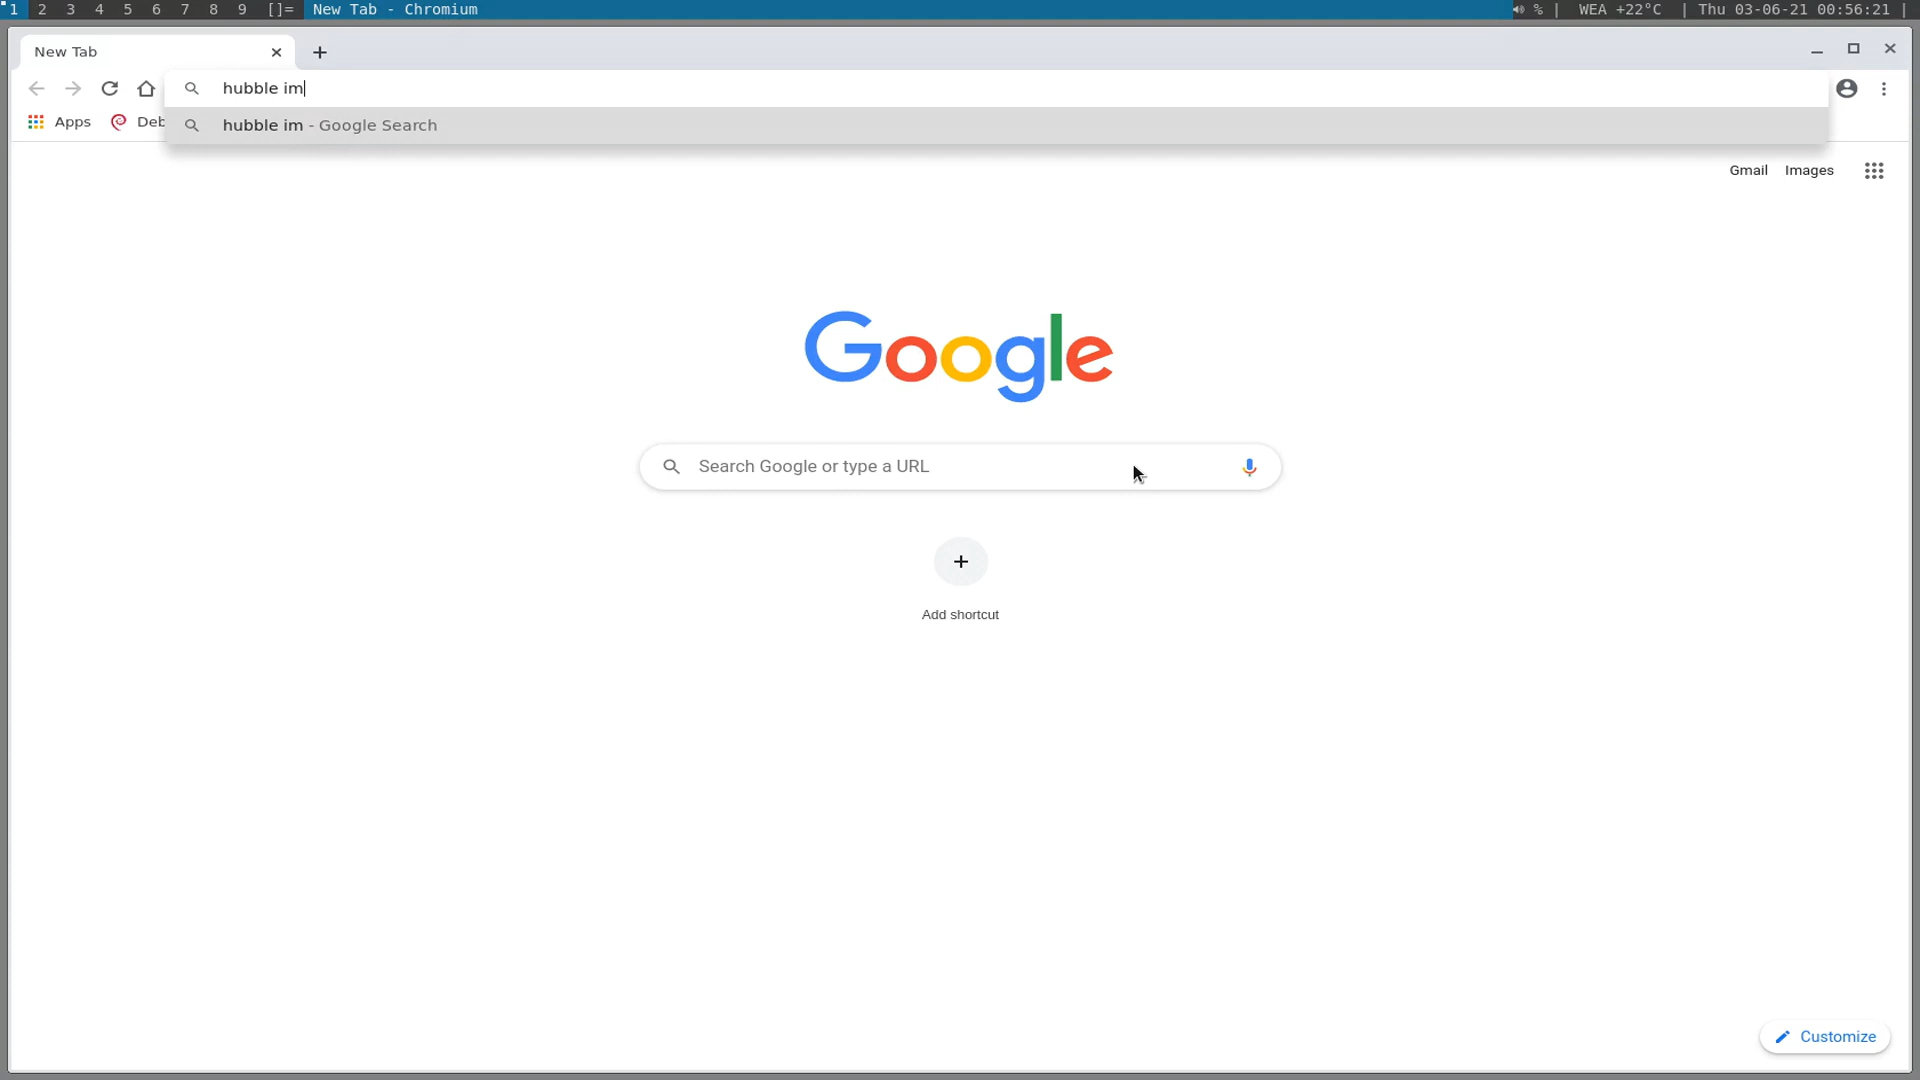 1 2 3 4 5 6 7 8 9 []= New Tab - Chromium % | WEA +22°C | Thu 03-06-21 00:56:21 |
New Tab
hubble im
Apps Deb hubble im - Google Search
Gmail Images
Google
Search Google or type a URL
Add shortcut
Customize